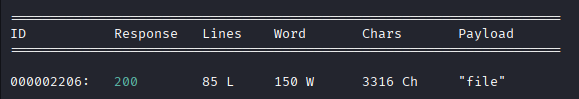 ID Response Lines Word Chars Payload
000002206: 200 85 L 150 W 3316 Ch "file"